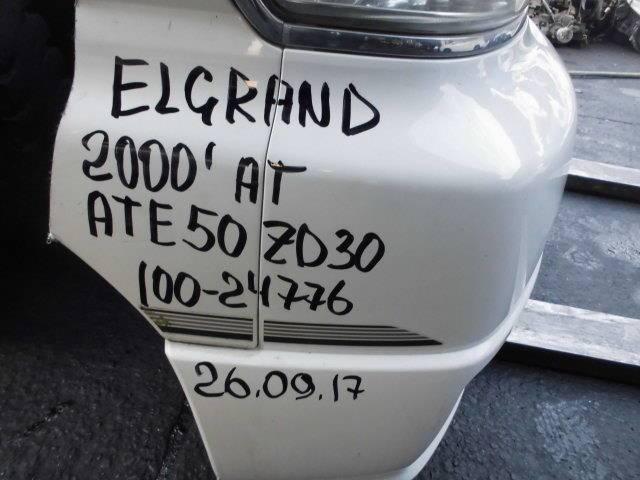 ELGRAND
2000' AT
ATE50 ZD30
100-24776
26.09.17